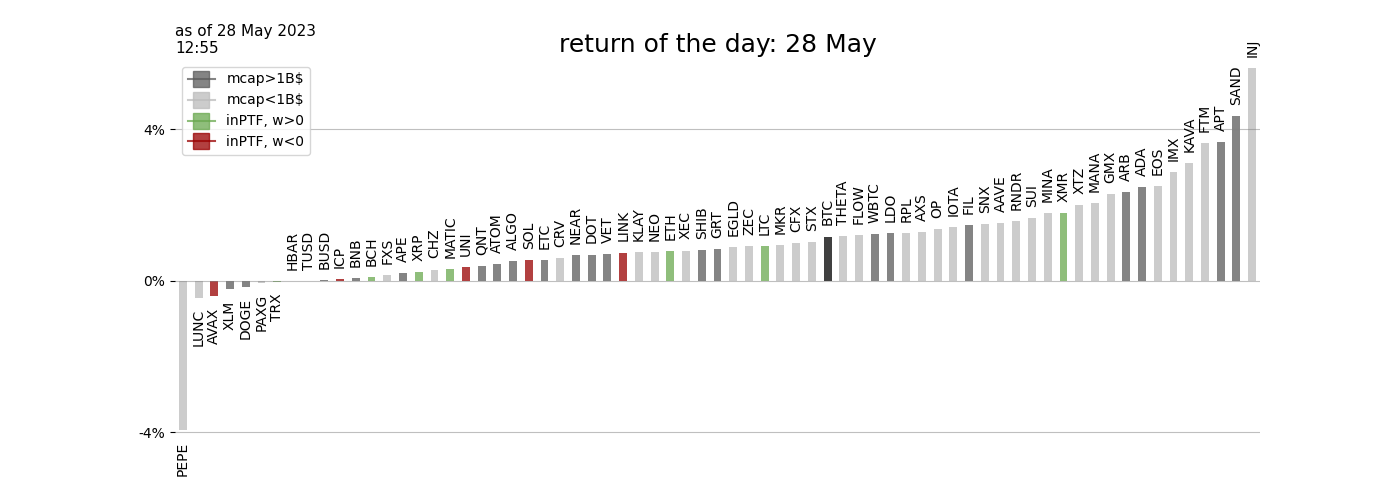 as of 28 May 2023
12:55
return of the day: 28 May
mcap>1B$
mcap<1B$
inPTF, w>0
inPTF, w<0
4%
0%
-4%
PEPE
LUNC
AVAX
XLM
DOGE
PAXG
TRX
HBAR
TUSD
BUSD
ICP
BNB
BCH
FXS
APE
XRP
CHZ
MATIC
UNI
QNT
ATOM
ALGO
SOL
ETC
CRV
NEAR
DOT
VET
LINK
KLAY
NEO
ETH
XEC
SHIB
GRT
EGLD
ZEC
LTC
MKR
CFX
STX
BTC
THETA
FLOW
WBTC
LDO
RPL
AXS
OP
IOTA
FIL
SNX
AAVE
RNDR
SUI
MINA
XMR
XTZ
MANA
GMX
ARB
ADA
EOS
IMX
KAVA
FTM
APT
SAND
INJ